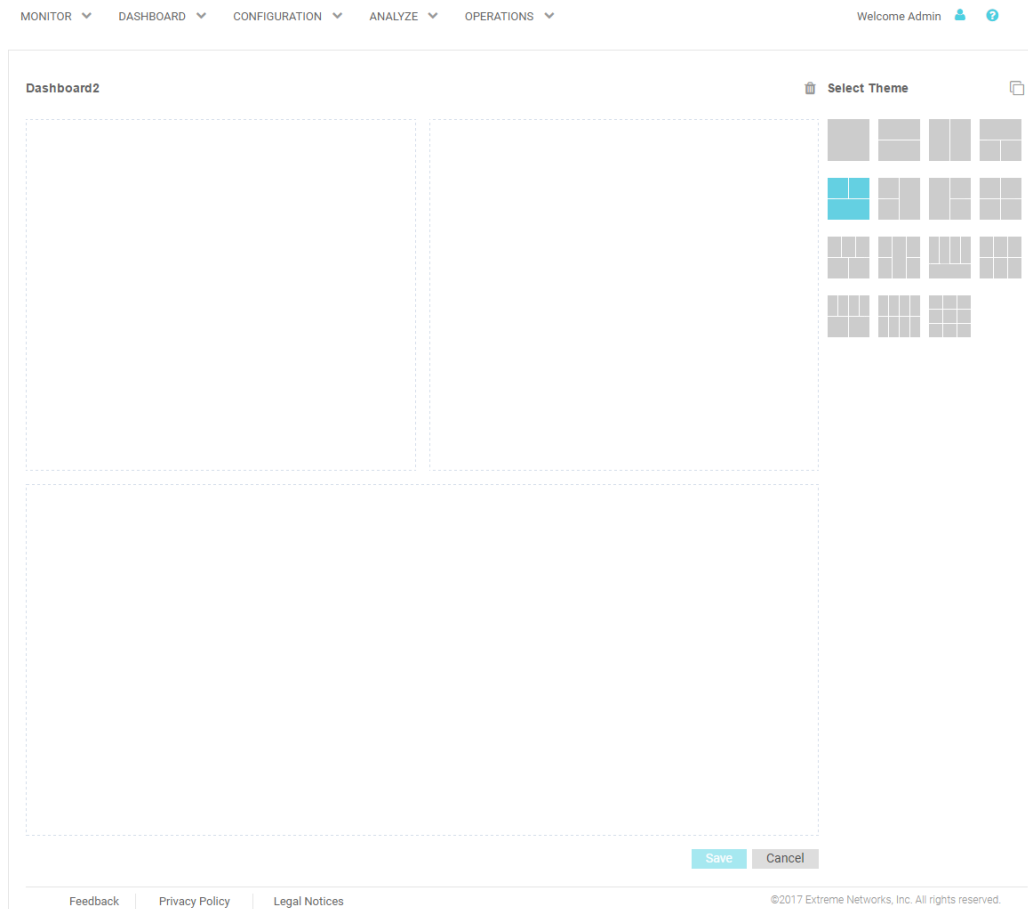 MONITOR DASHBOARD CONFIGURATION ANALYZE OPERATIONS Welcome Admin
Dashboard2 Select Theme
Save Cancel
Feedback Privacy Policy Legal Notices ©2017 Extreme Networks, Inc. All rights reserved.